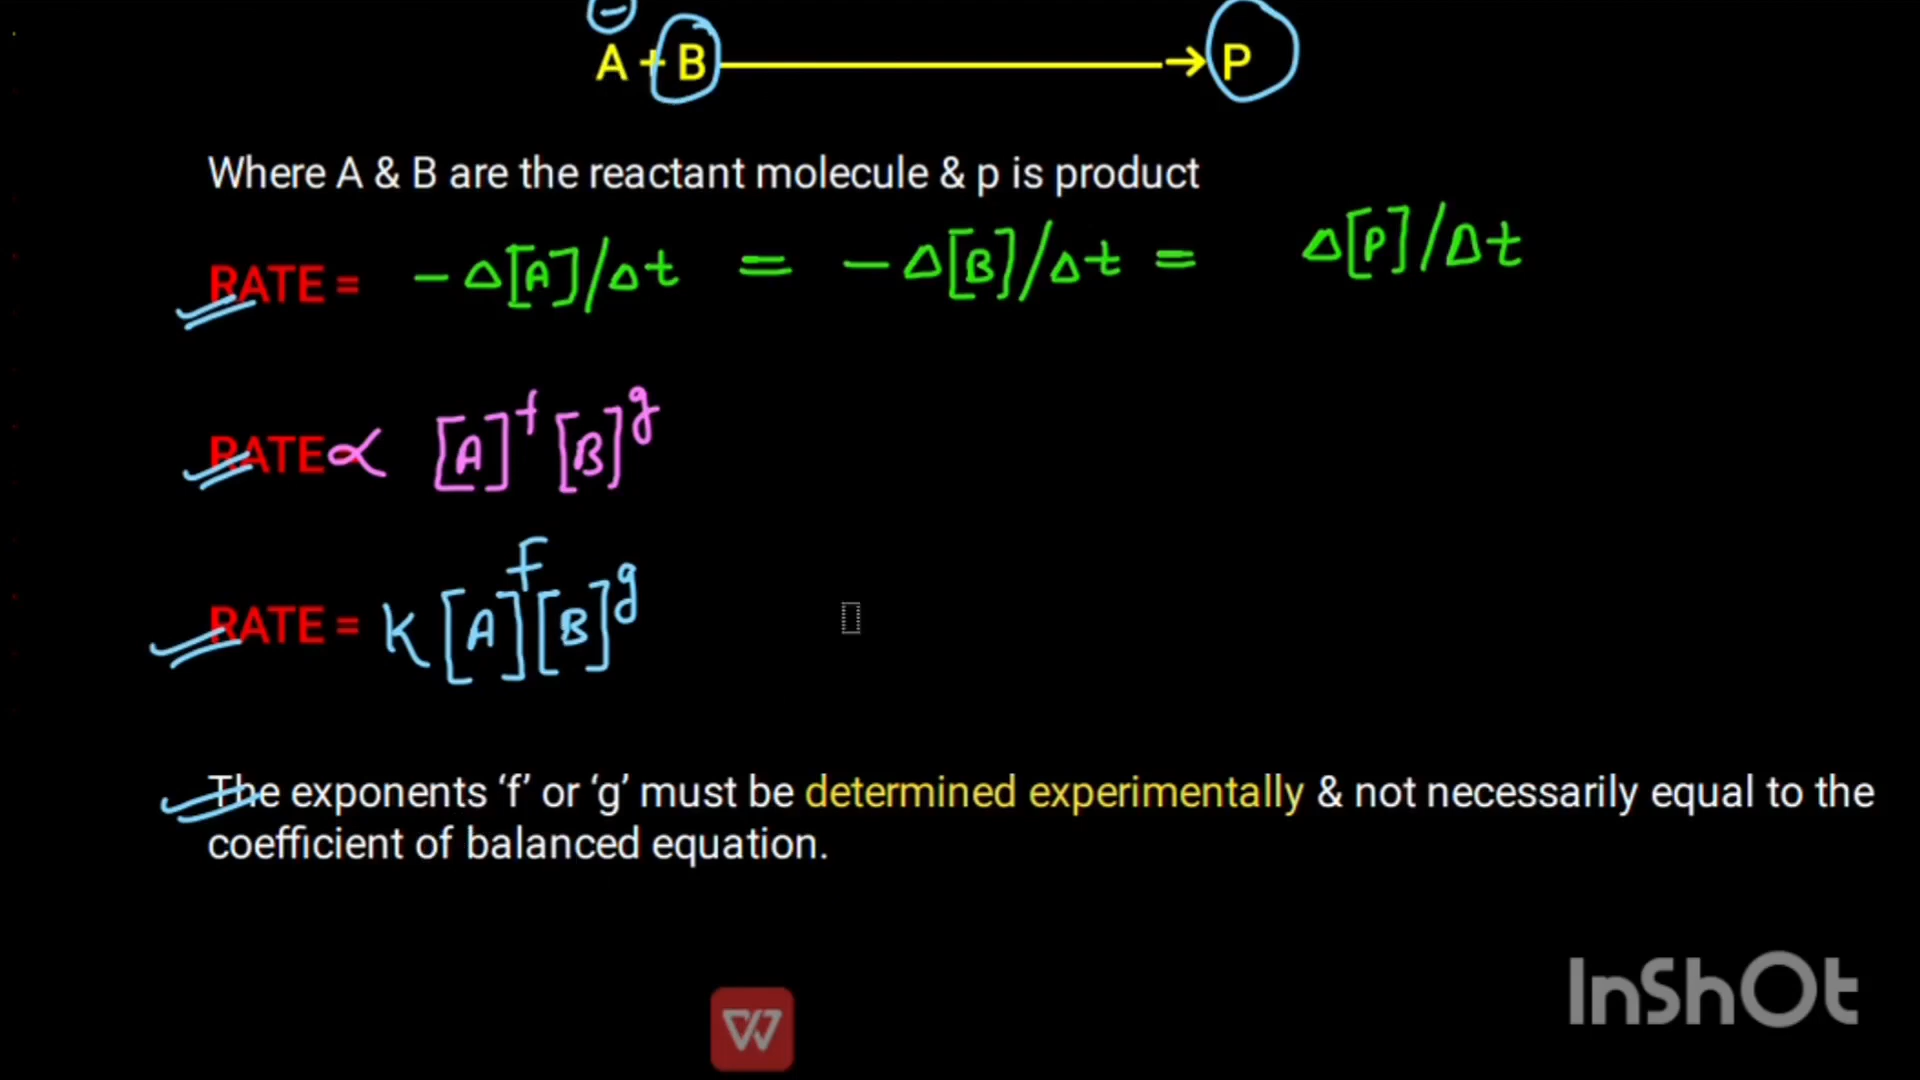 A + B → P
Where A & B are the reactant molecule & p is product
RATE = - Δ[A]/Δt = - Δ[B]/Δt = Δ[P]/Δt
RATE ∝ [A]^f [B]^g
RATE = K[A]^f[B]^g
The exponents ‘f’ or ‘g’ must be determined experimentally & not necessarily equal to the
coefficient of balanced equation.
InShOt
W